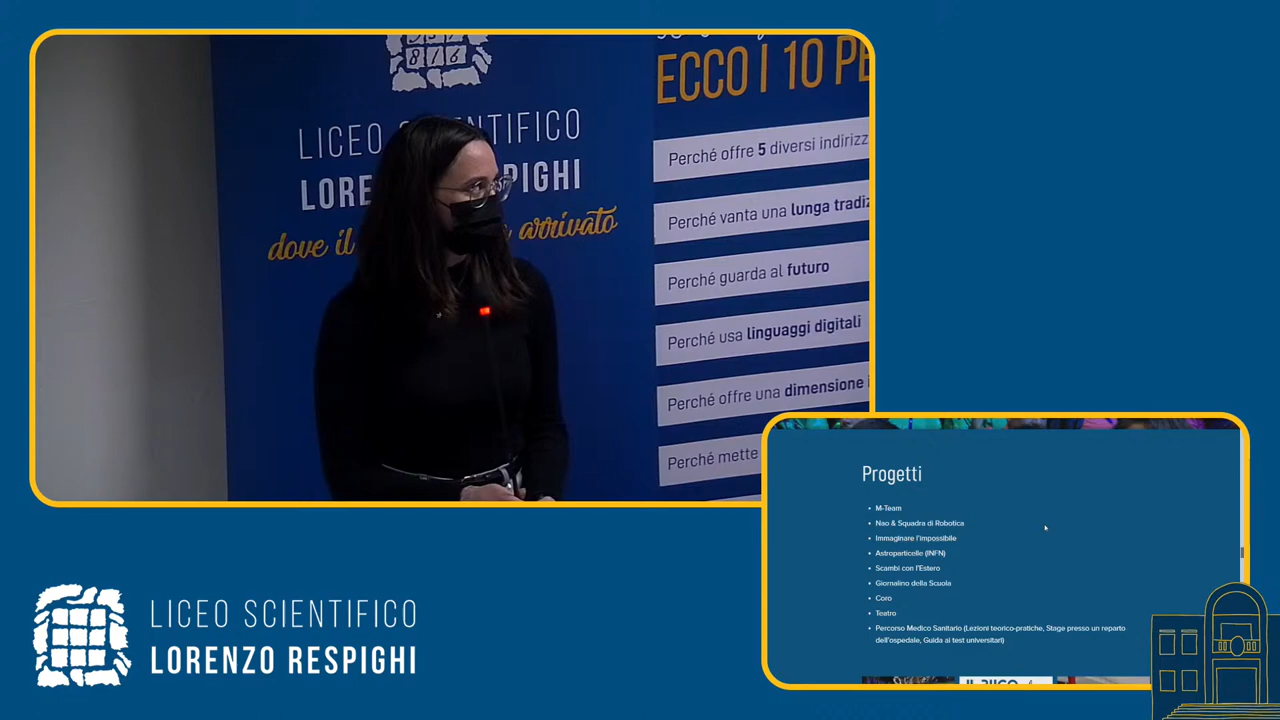 816
LICEO SCIENTIFICO
LORE PIGHI
dove il arrivato
ECCO I 10 PE
Perché offre 5 diversi indirizz
Perché vanta una lunga tradiz
Perché guarda al futuro
Perché usa linguaggi digitali
Perché offre una dimensione
Perché mette
Progetti
• M-Team
• Nao & Squadra di Robotica
• Immaginare l'impossibile
• Astroparticelle (INFN)
• Scambi con l'Estero
• Giornalino della Scuola
• Coro
• Teatro
• Percorso Medico Sanitario (Lezioni teorico-pratiche, Stage presso un reparto
dell'ospedale, Guida ai test universitari)
LICEO SCIENTIFICO
LORENZO RESPIGHI